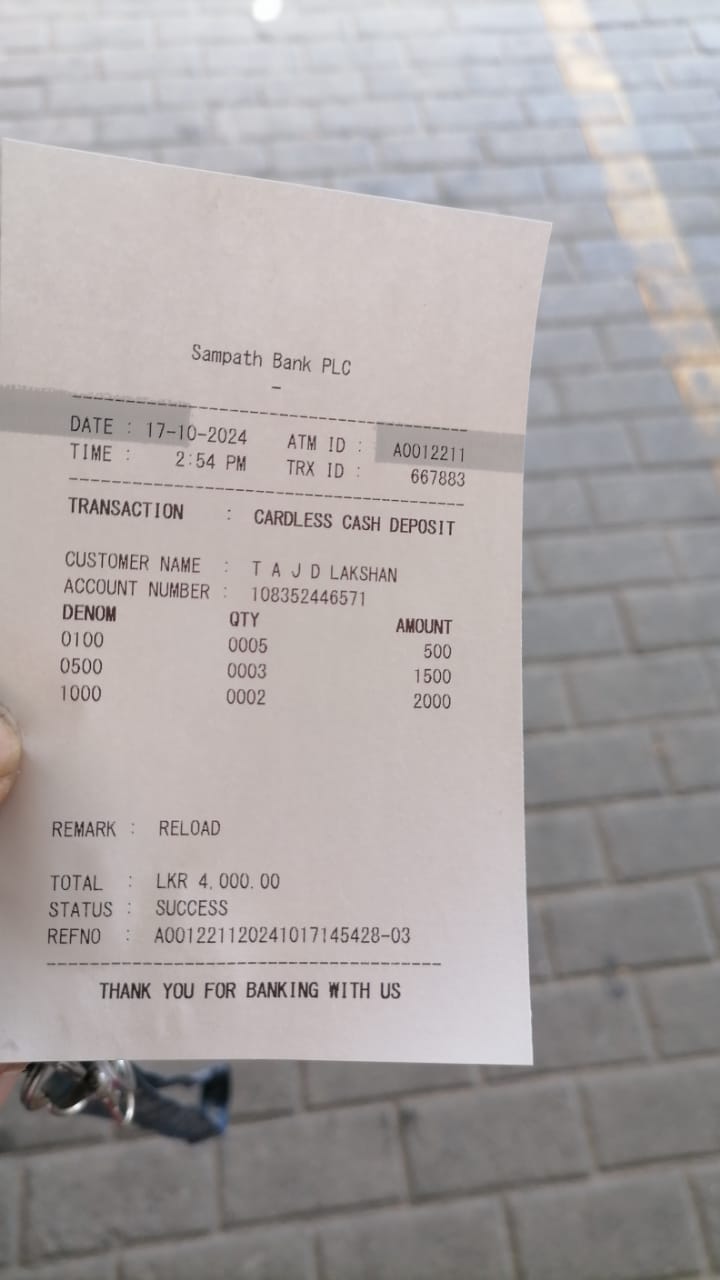 Sampath Bank PLC
-
DATE : 17-10-2024 ATM ID : A0012211
TIME : 2:54 PM TRX ID : 667883
TRANSACTION : CARDLESS CASH DEPOSIT
CUSTOMER NAME : T A J D LAKSHAN
ACCOUNT NUMBER : 108352446571
DENOM QTY AMOUNT
0100 0005 500
0500 0003 1500
1000 0002 2000
REMARK : RELOAD
TOTAL : LKR 4,000.00
STATUS : SUCCESS
REFNO : A001221120241017145428-03
THANK YOU FOR BANKING WITH US